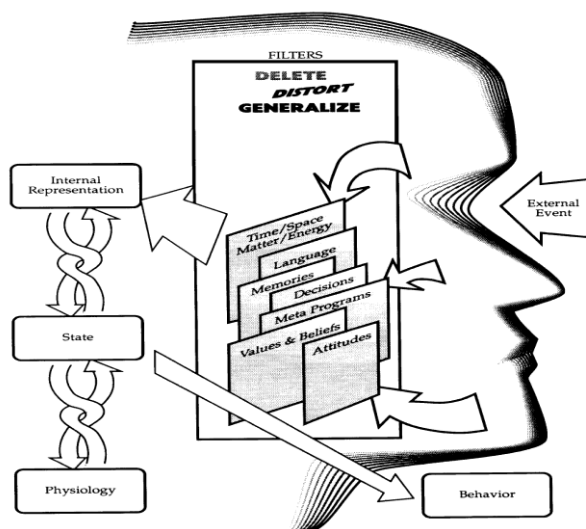 FILTERS
DELETE
DISTORT
GENERALIZE
Internal
Representation
External
Event
Time/Space
Matter/Energy
Language
Memories
Decisions
Meta Programs
Values & Beliefs
Attitudes
State
Physiology
Behavior